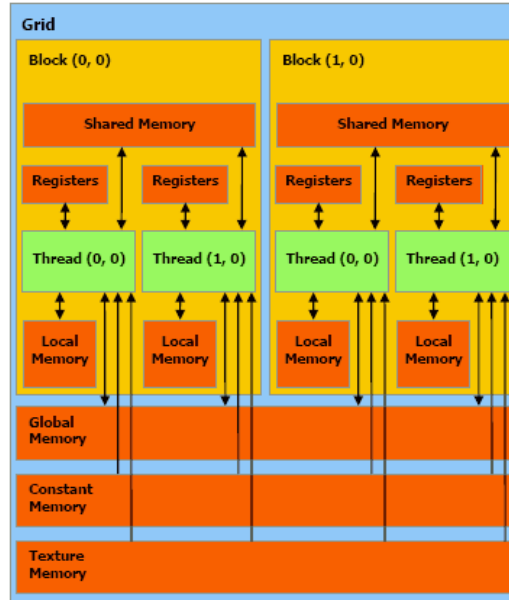 Grid
Block (0, 0)
Block (1, 0)
Shared Memory
Shared Memory
Registers
Registers
Registers
Registers
Thread (0, 0)
Thread (1, 0)
Thread (0, 0)
Thread (1, 0)
Local
Memory
Local
Memory
Local
Memory
Local
Memory
Global
Memory
Constant
Memory
Texture
Memory